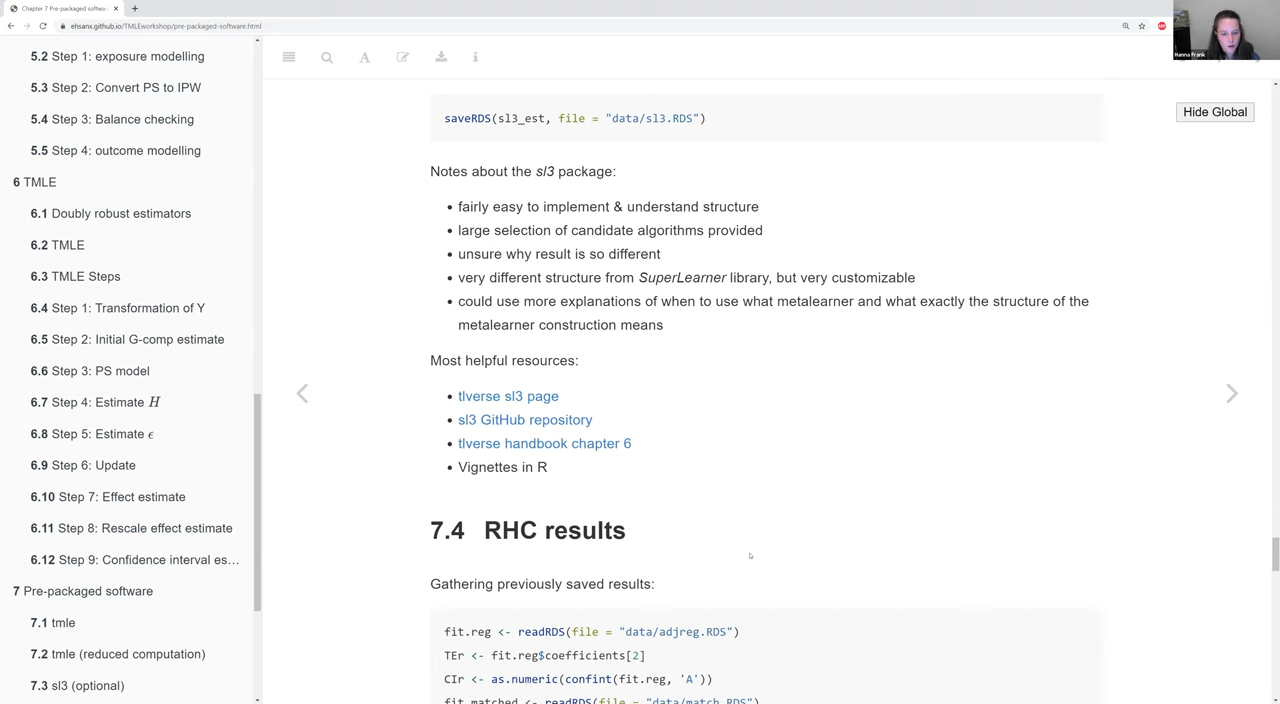 Chapter 7 Pre-packaged softwar
ehsanx.github.io/TMLEworkshop/pre-packaged-software.html
Hanna Frank
5.2 Step 1: exposure modelling
5.3 Step 2: Convert PS to IPW
5.4 Step 3: Balance checking
5.5 Step 4: outcome modelling
6 TMLE
6.1 Doubly robust estimators
6.2 TMLE
6.3 TMLE Steps
6.4 Step 1: Transformation of Y
6.5 Step 2: Initial G-comp estimate
6.6 Step 3: PS model
6.7 Step 4: Estimate H
6.8 Step 5: Estimate ϵ
6.9 Step 6: Update
6.10 Step 7: Effect estimate
6.11 Step 8: Rescale effect estimate
6.12 Step 9: Confidence interval es...
7 Pre-packaged software
7.1 tmle
7.2 tmle (reduced computation)
7.3 sl3 (optional)
Hide Global
saveRDS(sl3_est, file = "data/sl3.RDS")
Notes about the sl3 package:
• fairly easy to implement & understand structure
• large selection of candidate algorithms provided
• unsure why result is so different
• very different structure from SuperLearner library, but very customizable
• could use more explanations of when to use what metalearner and what exactly the structure of the
metalearner construction means
Most helpful resources:
• tlverse sl3 page
• sl3 GitHub repository
• tlverse handbook chapter 6
• Vignettes in R
7.4 RHC results
Gathering previously saved results:
fit.reg <- readRDS(file = "data/adjreg.RDS")
TEr <- fit.reg$coefficients[2]
CIr <- as.numeric(confint(fit.reg, 'A'))
fit.matched <- readRDS(file = "data/match.RDS")